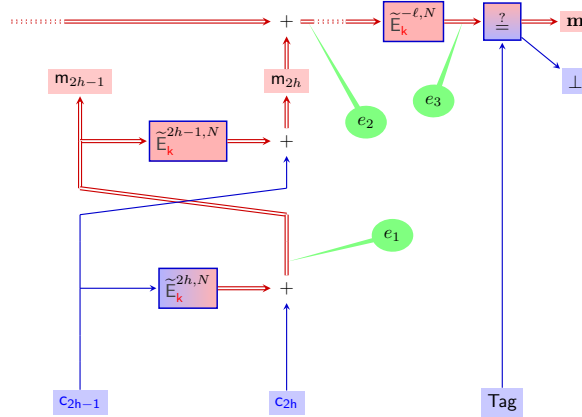 + Ẽ_k^{−ℓ,N} ≟ m
m_{2h−1} m_{2h} e_2 e_3 ⊥
Ẽ_k^{2h−1,N} +
e_1
Ẽ_k^{2h,N} +
c_{2h−1} c_{2h} Tag